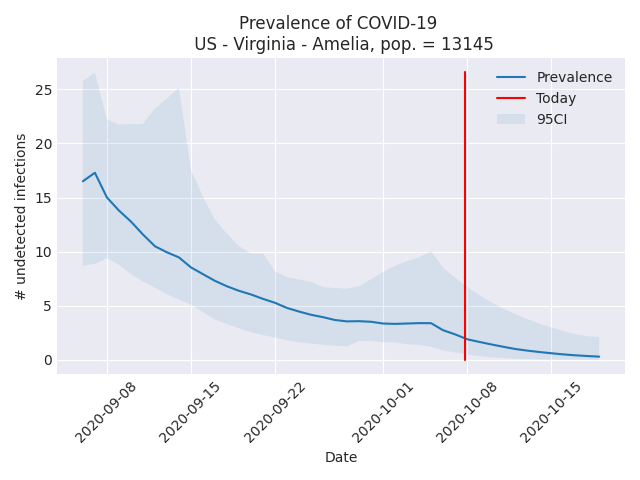 Prevalence of COVID-19
US - Virginia - Amelia, pop. = 13145
Prevalence
Today
95CI
# undetected infections
25
20
15
10
5
0
2020-09-08
2020-09-15
2020-09-22
2020-10-01
2020-10-08
2020-10-15
Date